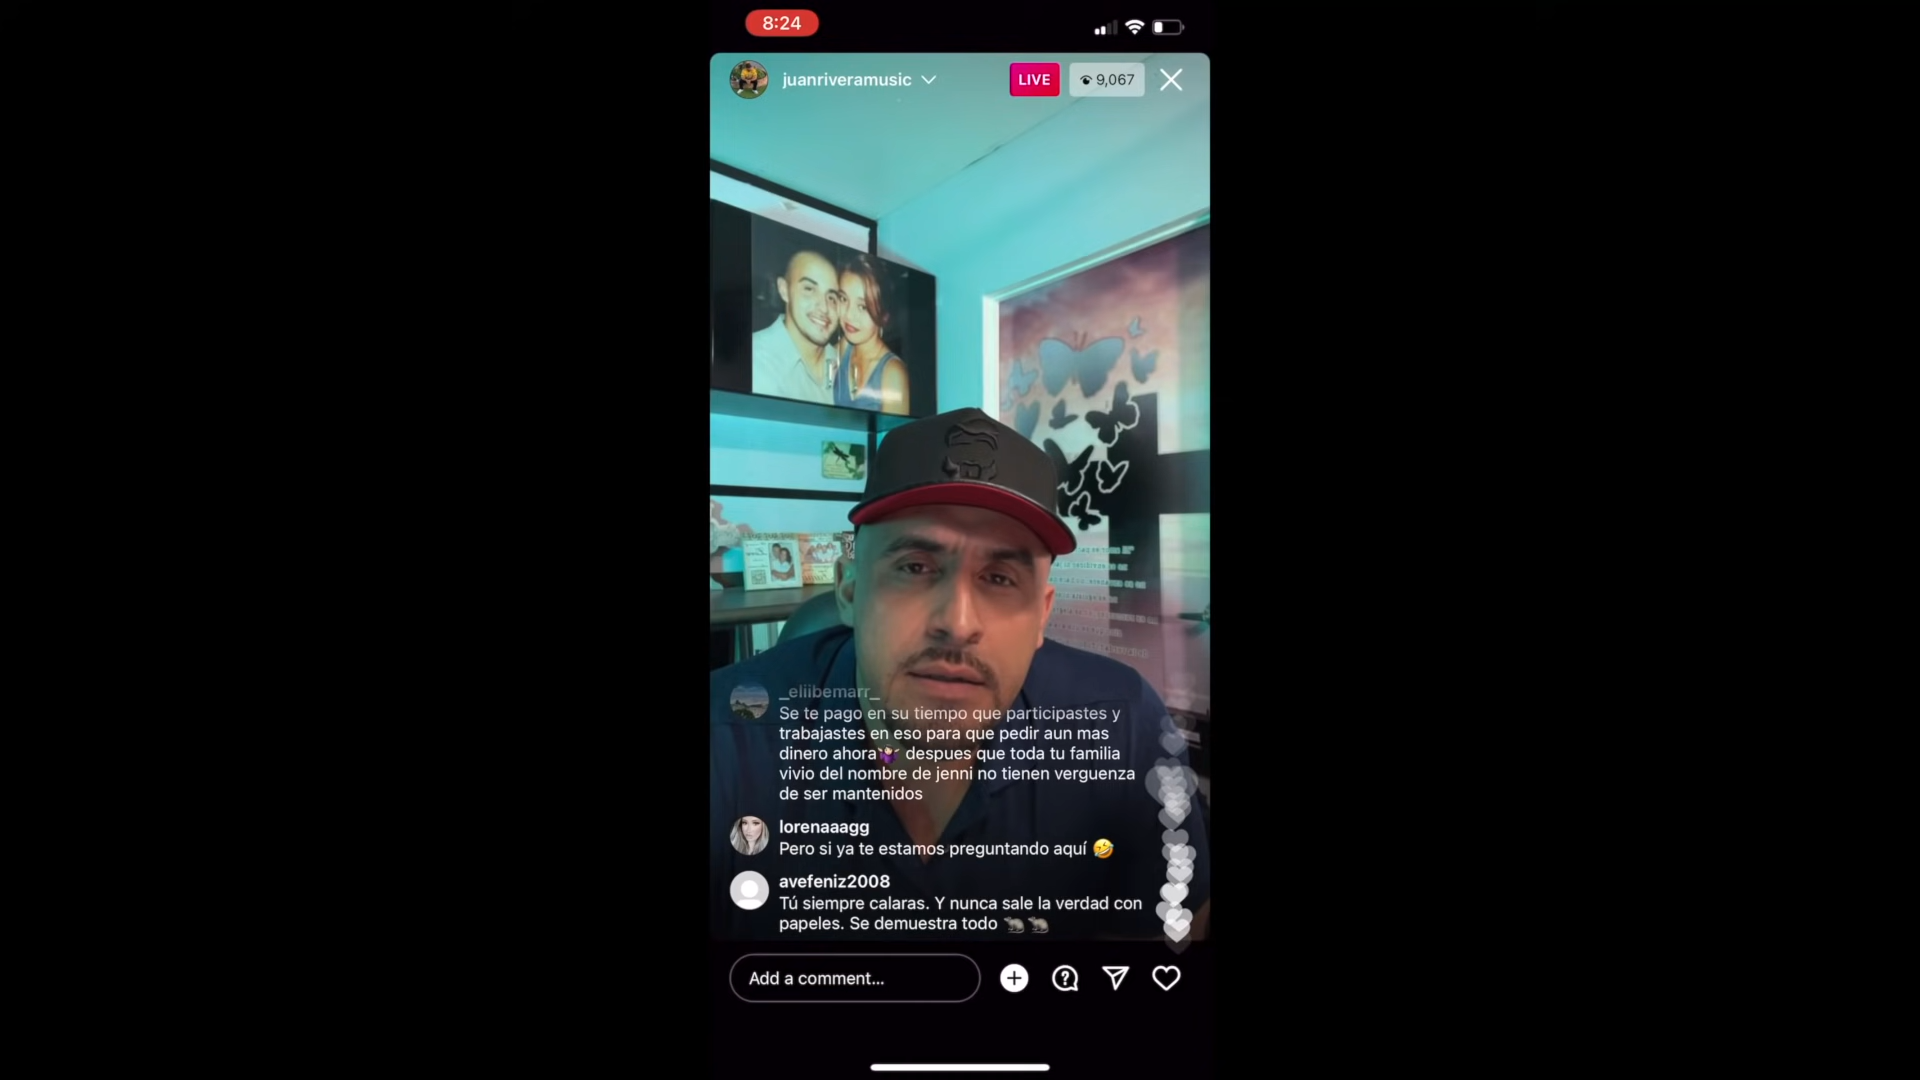 8:24
juanriveramusic
LIVE
9,067
_eliibemarr_
Se te pago en su tiempo que participastes y
trabajastes en eso para que pedir aun mas
dinero ahora🤷🏻‍♀️ despues que toda tu familia
vivio del nombre de jenni no tienen verguenza
de ser mantenidos
lorenaaagg
Pero si ya te estamos preguntando aquí 🤣
avefeniz2008
Tú siempre calaras. Y nunca sale la verdad con
papeles. Se demuestra todo 🐀🐀
Add a comment...